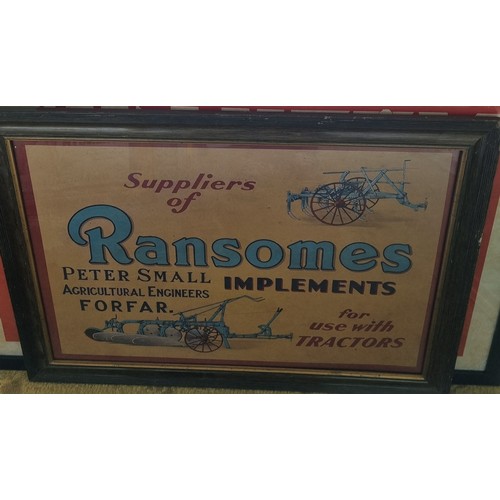 Suppliers
of
Ransomes
PETER SMALL
AGRICULTURAL ENGINEERS
FORFAR.
IMPLEMENTS
for
use with
TRACTORS